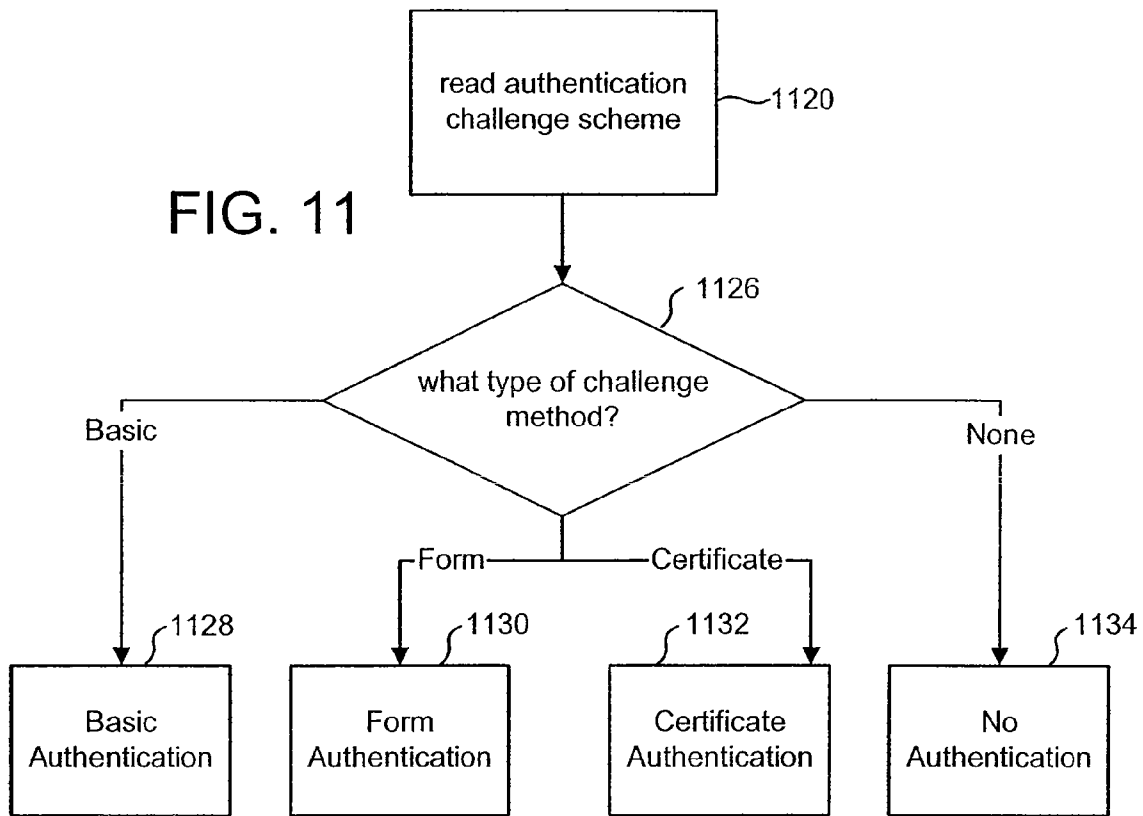 read authentication
challenge scheme
1120
FIG. 11
1126
what type of challenge
method?
Basic
None
Form
Certificate
1128
1130
1132
1134
Basic
Authentication
Form
Authentication
Certificate
Authentication
No
Authentication